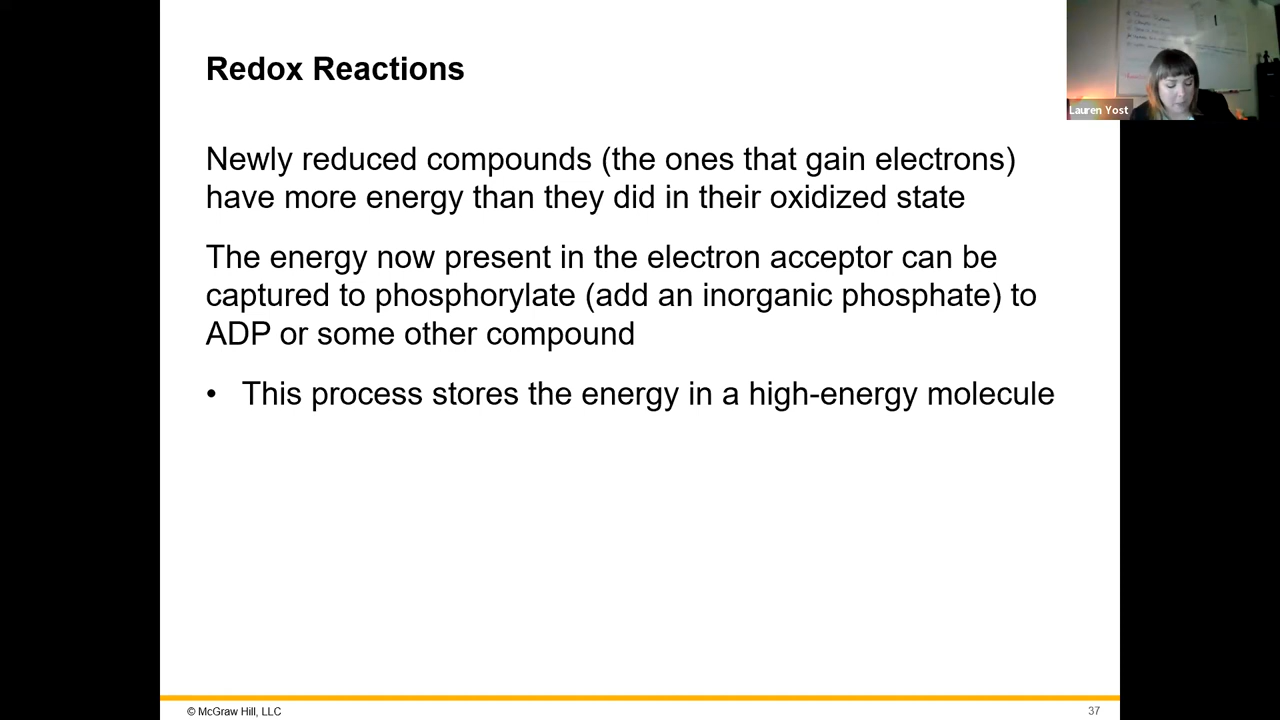 Redox Reactions
Lauren Yost
Newly reduced compounds (the ones that gain electrons)
have more energy than they did in their oxidized state
The energy now present in the electron acceptor can be
captured to phosphorylate (add an inorganic phosphate) to
ADP or some other compound
• This process stores the energy in a high-energy molecule
© McGraw Hill, LLC
37